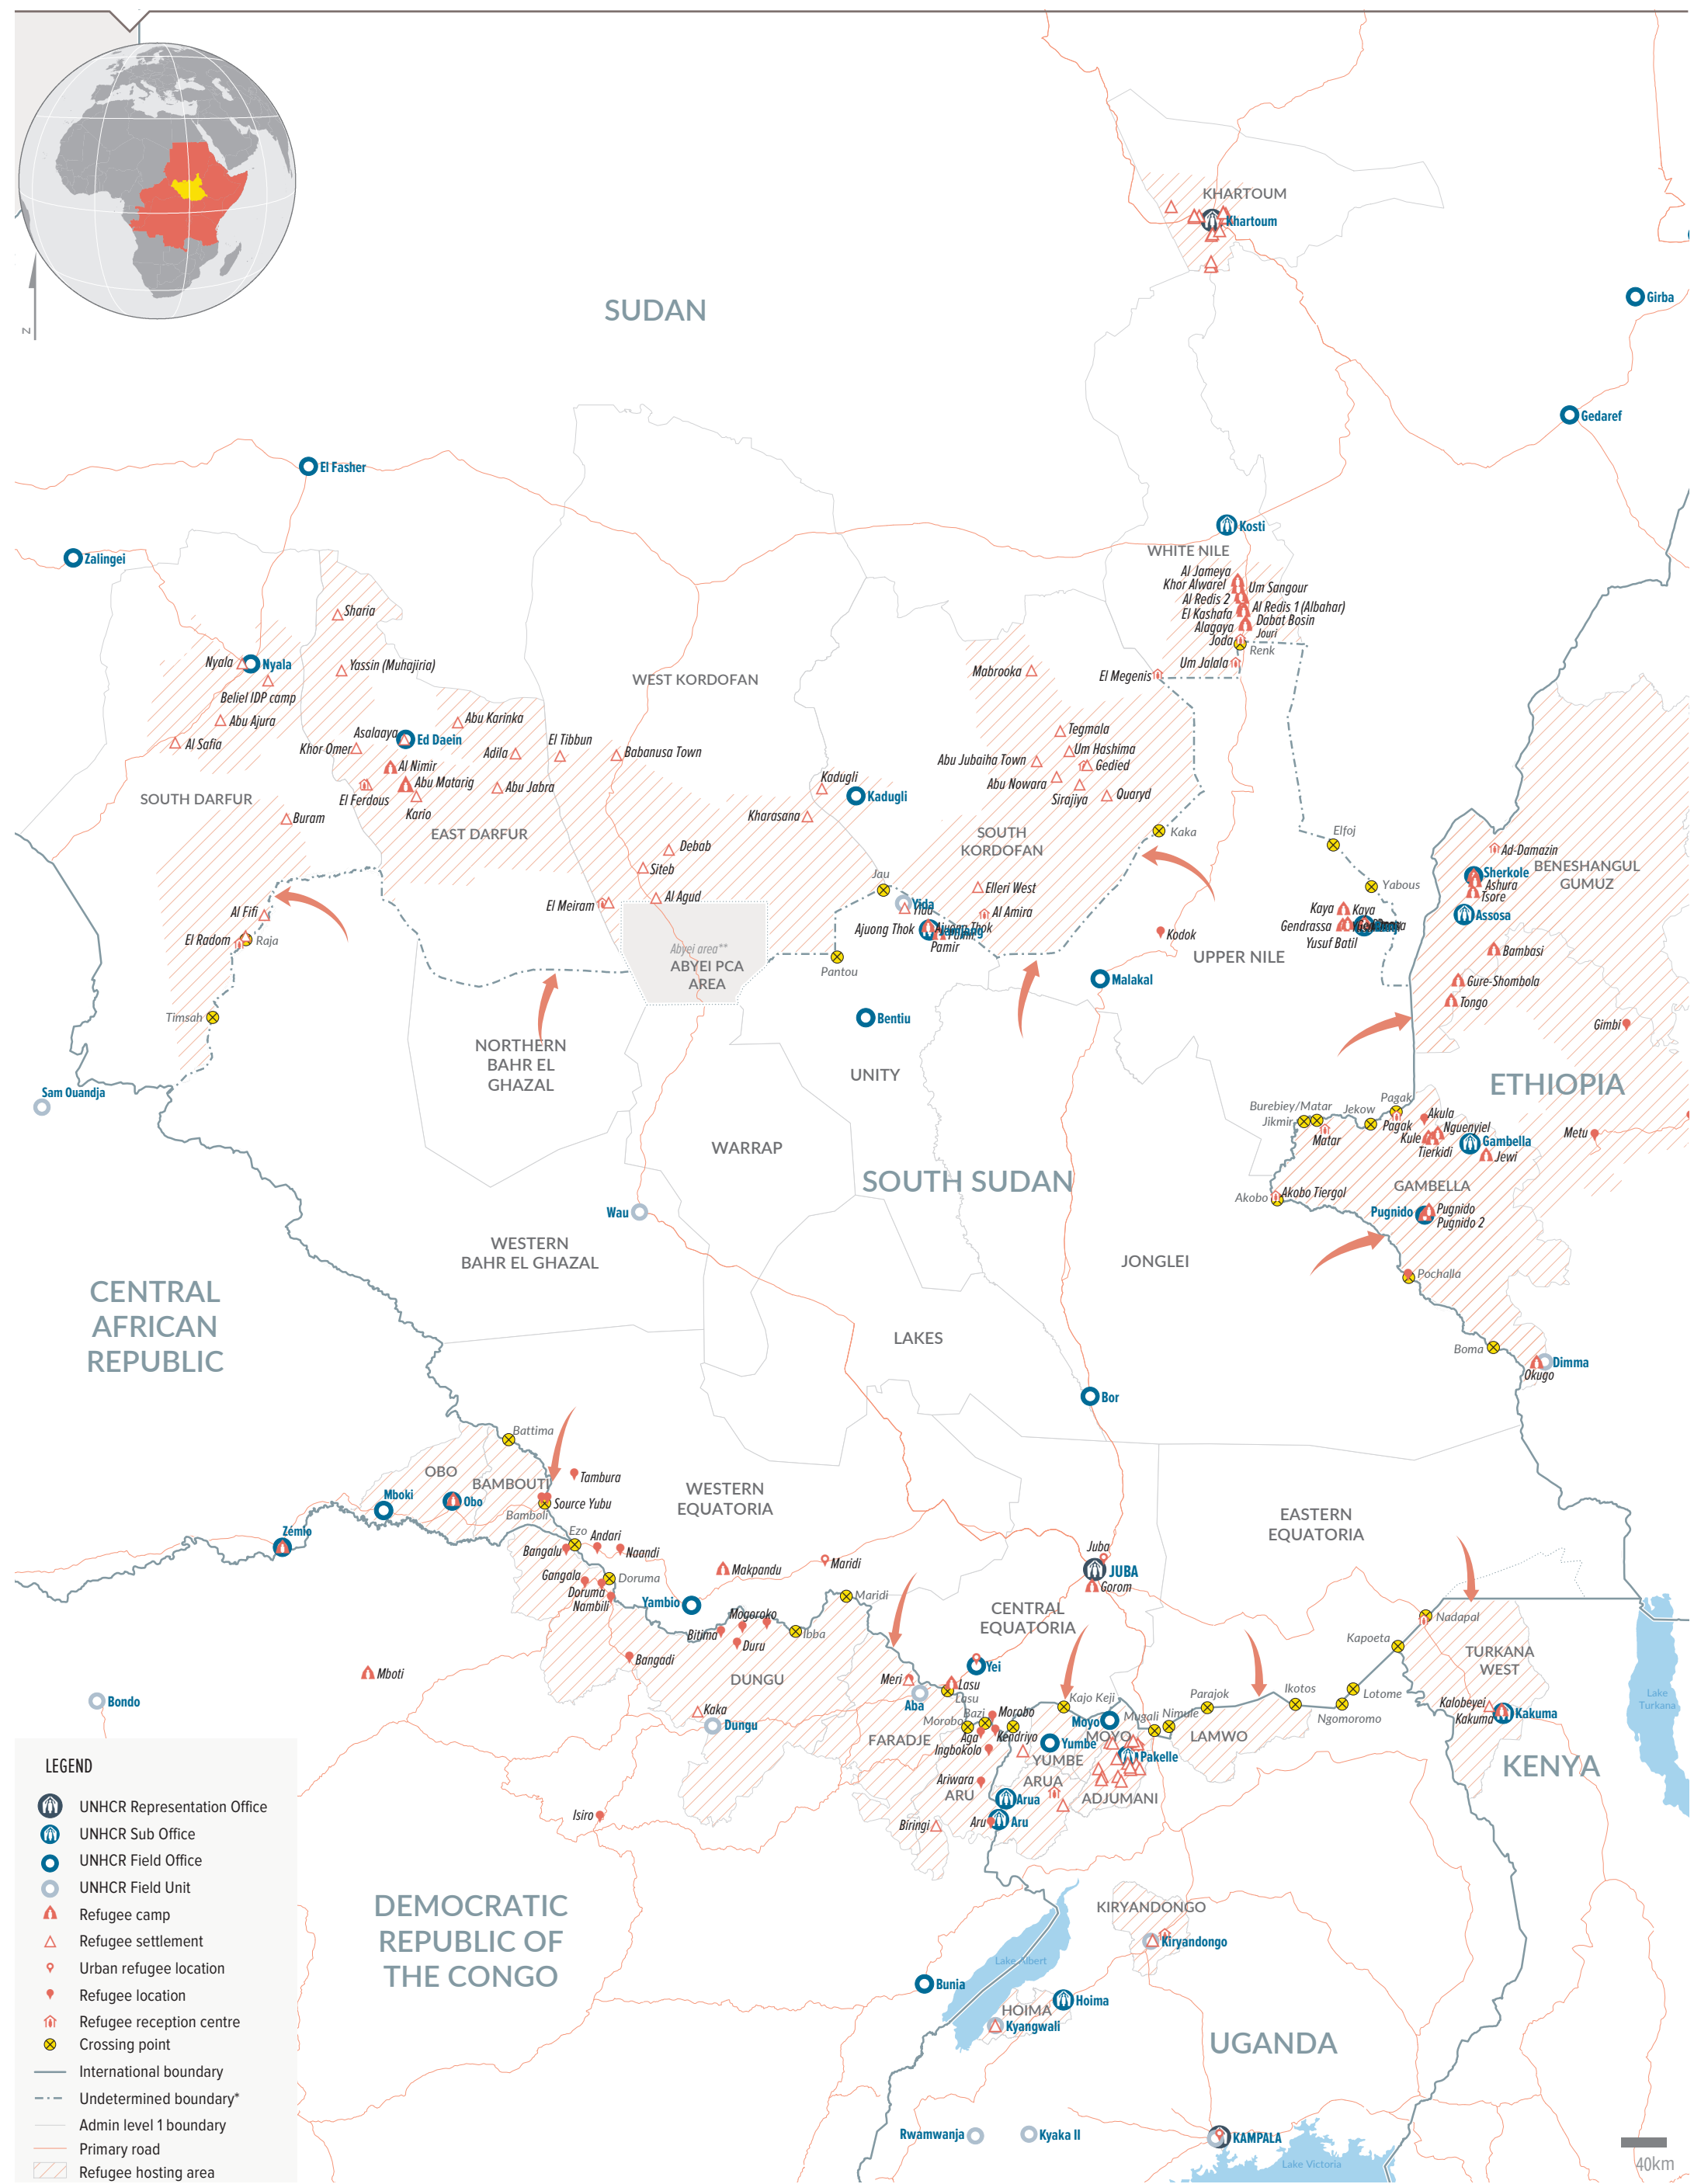 KHARTOUM
Khartoum
N
SUDAN
Girba
Gedaref
El Fasher
Kosti
Zalingei
WHITE NILE
Al Jameya
Khor Alwarel
Um Sangour
Al Redis 2
Al Redis 1 (Albahar)
El Kashafa
Dabat Bosin
Alagaya
Jouri
Joda
Renk
Um Jalala
El Megenis
Sharia
Nyala
Nyala
Yassin (Muhajiria)
Beliel IDP camp
WEST KORDOFAN
Mabrooka
Abu Ajura
Abu Karinka
Al Safia
Asalaaya
Ed Daein
Khor Omer
Adila
El Tibbun
Babanusa Town
Tegmala
Um Hashima
Abu Jubaiha Town
Gedied
Al Nimir
Abu Matarig
Abu Jabra
Kadugli
Kadugli
Abu Nowara
Sirajiya
Quaryd
SOUTH DARFUR
El Ferdous
Kario
Buram
EAST DARFUR
Kharasana
SOUTH
KORDOFAN
Kaka
Elfoj
Debab
Siteb
Al Agud
El Meiram
Jau
Yida
Elleri West
Al Amira
Yabous
Ad-Damazin
BENESHANGUL
GUMUZ
Sherkole
Ashura
Tsore
Assosa
Kaya
Kaya
Gendrassa
Yusuf Batil
Bambasi
Al Fifi
El Radom
Raja
Abyei area**
ABYEI PCA
AREA
Ajuong Thok
Ajuong Thok
Pamir
Pamir
Pantou
Kodok
UPPER NILE
Malakal
Gure-Shombola
Tongo
Timsah
Bentiu
Gimbi
NORTHERN
BAHR EL
GHAZAL
UNITY
ETHIOPIA
Sam Ouandja
Burebiey/Matar
Jikmir
Jekow
Pagak
Pagak
Akula
Matar
Kule
Nguenyiel
Tierkidi
Gambella
Jewi
Metu
WARRAP
SOUTH SUDAN
GAMBELLA
Akobo
Akobo Tiergol
Pugnido
Pugnido
Pugnido 2
Wau
WESTERN
BAHR EL GHAZAL
JONGLEI
Pochalla
CENTRAL
AFRICAN
REPUBLIC
LAKES
Boma
Dimma
Okugo
Bor
Battima
OBO
BAMBOUTI
Tambura
Mboki
Obo
Source Yubu
Bamboli
WESTERN
EQUATORIA
EASTERN
EQUATORIA
Zémio
Ezo
Andari
Bangalu
Naandi
Makpandu
Maridi
Juba
JUBA
Gorom
Gangala
Doruma
Doruma
Nambili
Yambio
Maridi
CENTRAL
EQUATORIA
Nadapal
Mogoroko
Bitima
Duru
Ibba
Kapoeta
TURKANA
WEST
Bangadi
Mboti
DUNGU
Yei
Meri
Lasu
Lasu
Aba
Bondo
Kaka
Dungu
Kajo Keji
Parajok
Ikotos
Lotome
Ngomoromo
Kalobeyei
Kakuma
Kakuma
Lake
Turkana
Bazi
Morobo
Morobo
Aga
Kendriyo
Moyo
Mugali
Nimule
MOYO
LAMWO
FARADJE
Ingbokolo
Yumbe
YUMBE
Pakelle
KENYA
Ariwara
ARU
ARUA
Arua
ADJUMANI
Isiro
Biringi
Aru
Aru
LEGEND
UNHCR Representation Office
UNHCR Sub Office
UNHCR Field Office
UNHCR Field Unit
Refugee camp
Refugee settlement
Urban refugee location
Refugee location
Refugee reception centre
Crossing point
International boundary
Undetermined boundary*
Admin level 1 boundary
Primary road
Refugee hosting area
DEMOCRATIC
REPUBLIC OF
THE CONGO
KIRYANDONGO
Kiryandongo
Lake Albert
Bunia
HOIMA
Hoima
Kyangwali
UGANDA
Rwamwanja
Kyaka II
KAMPALA
Lake Victoria
40km